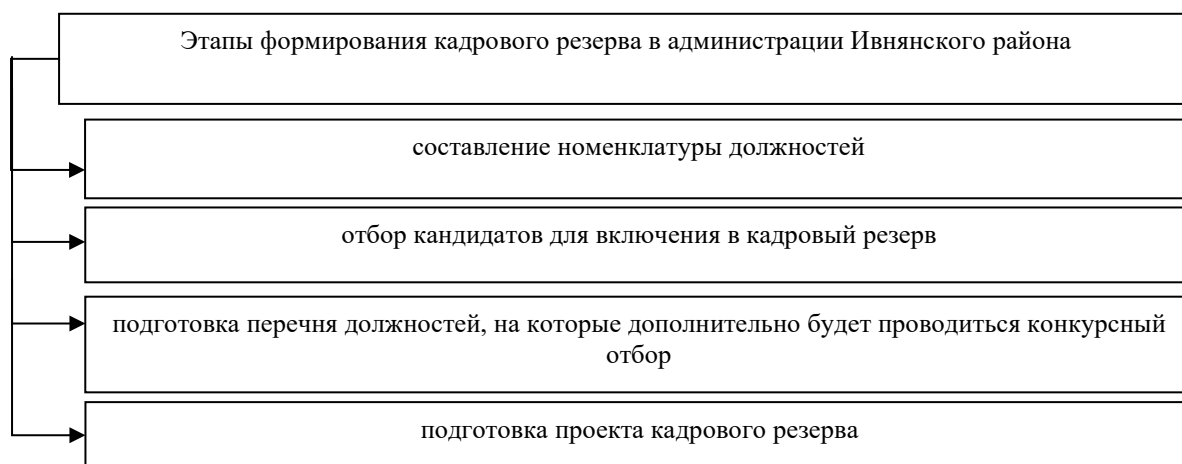 Этапы формирования кадрового резерва в администрации Ивнянского района
составление номенклатуры должностей
отбор кандидатов для включения в кадровый резерв
подготовка перечня должностей, на которые дополнительно будет проводиться конкурсный
отбор
подготовка проекта кадрового резерва